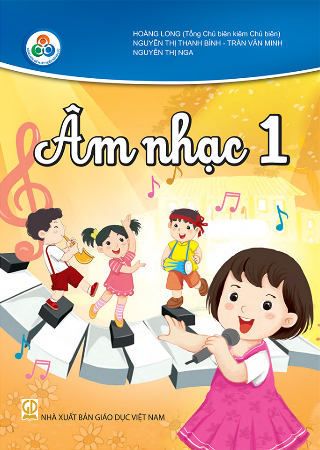 HOÀNG LONG (Tổng Chủ biên kiêm Chủ biên)
NGUYỄN THỊ THANH BÌNH - TRẦN VĂN MINH
NGUYỄN THỊ NGA
Âm nhạc 1
NHÀ XUẤT BẢN GIÁO DỤC VIỆT NAM